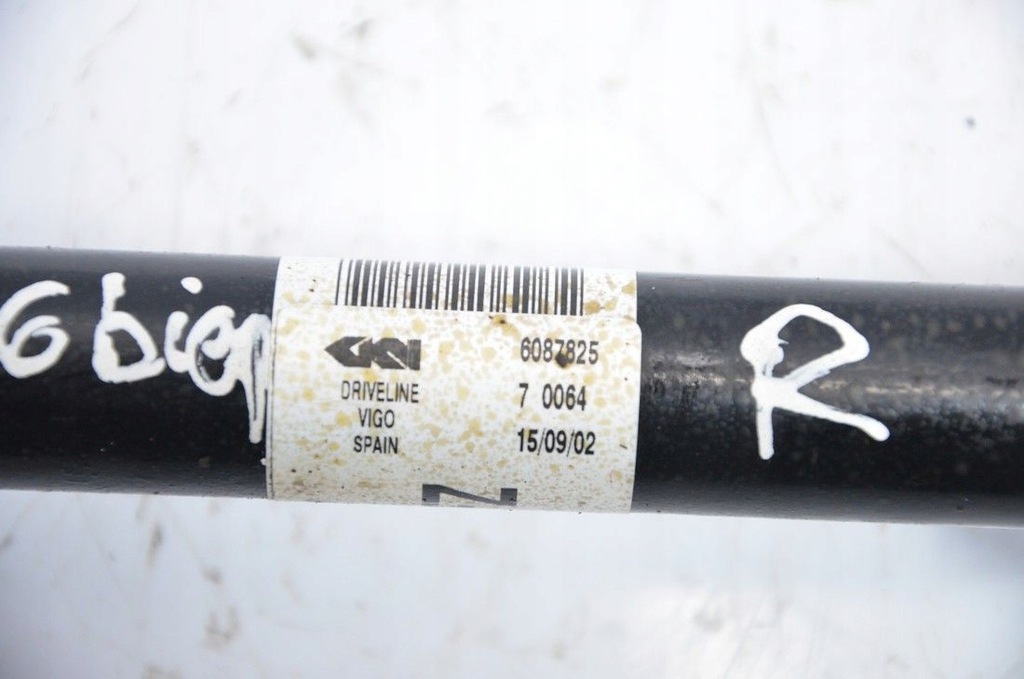 6 bieg
GKN
6087825
DRIVELINE
7 0064
VIGO
SPAIN
15/09/02
Z
R